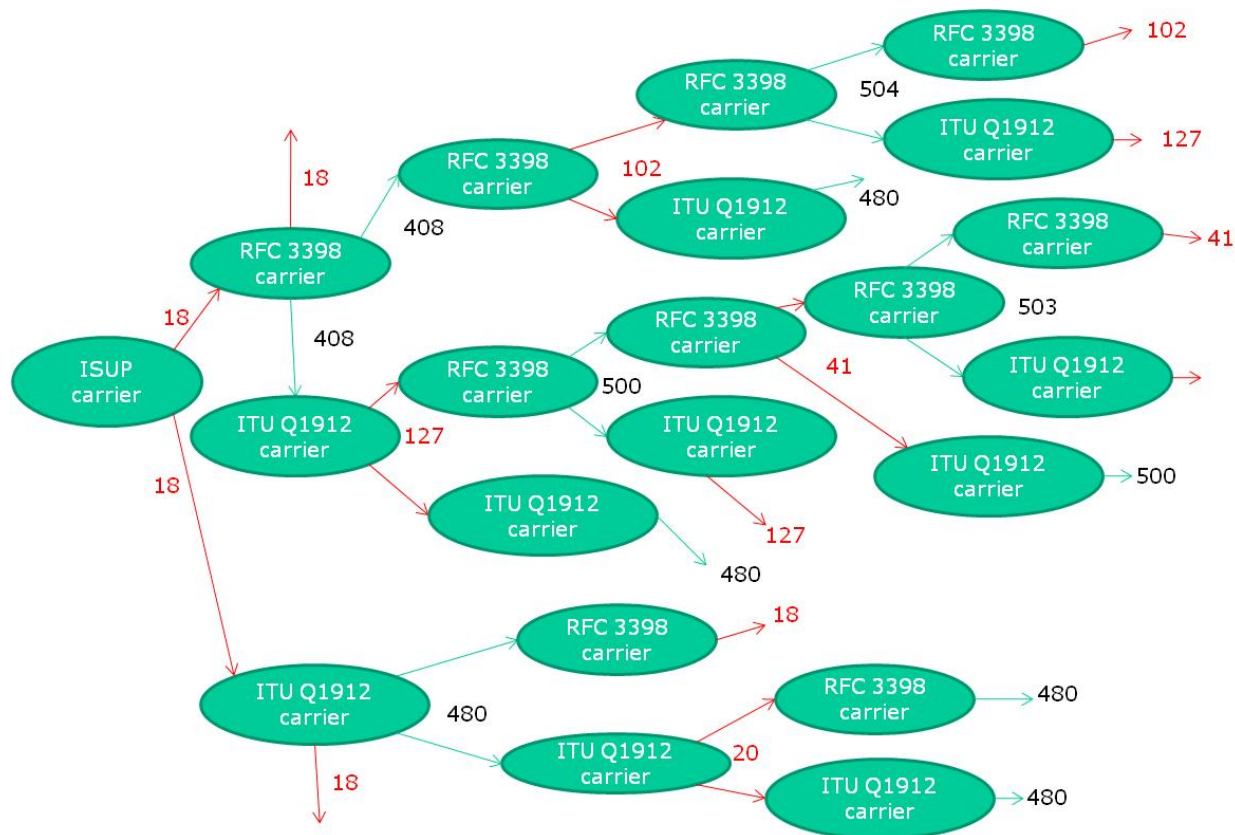 RFC 3398
carrier
102
RFC 3398
carrier
504
ITU Q1912
carrier
127
18
RFC 3398
carrier
102
408
ITU Q1912
carrier
480
RFC 3398
carrier
41
RFC 3398
carrier
18
408
RFC 3398
carrier
503
RFC 3398
carrier
41
ITU Q1912
carrier
ISUP
carrier
RFC 3398
carrier
500
ITU Q1912
carrier
127
ITU Q1912
carrier
ITU Q1912
carrier
500
18
ITU Q1912
carrier
127
480
RFC 3398
carrier
18
ITU Q1912
carrier
480
RFC 3398
carrier
480
ITU Q1912
carrier
20
18
ITU Q1912
carrier
480